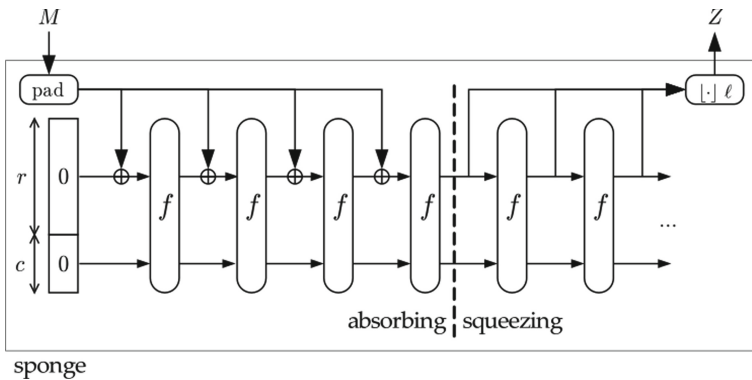 M Z
pad ⌊·⌋ ℓ
r 0 f f f f f f
...
c 0
absorbing squeezing
sponge